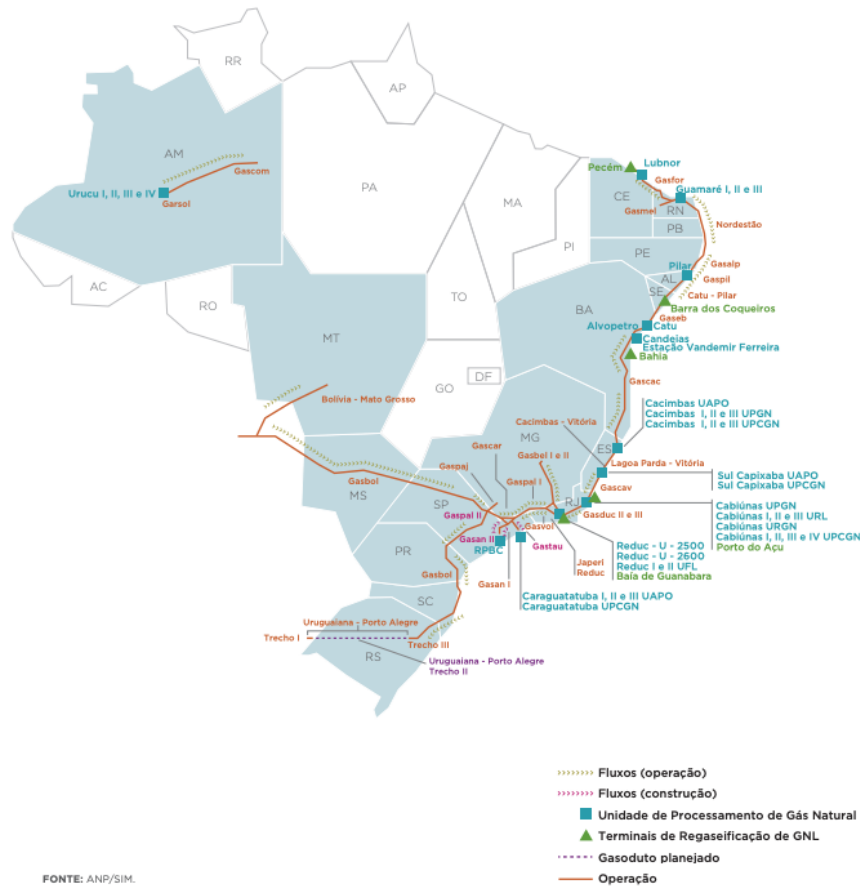 RR
AP
AM
Gascom
Urucu I, II, III e IV
Garsol
PA
MA
PI
AC
RO
TO
MT
GO
DF
Pecém
Lubnor
Gasfor
Guamaré I, II e III
CE
Gasmel
RN
PB
Nordestão
PE
Gasalp
Pilar
Gaspil
AL
SE
Catu - Pilar
Barra dos Coqueiros
BA
Gaseb
Alvopetro
Catu
Candeias
Estação Vandemir Ferreira
Bahia
Gascac
Bolívia - Mato Grosso
Cacimbas UAPO
Cacimbas I, II e III UPGN
Cacimbas I, II e III UPCGN
Cacimbas - Vitória
MG
ES
Gascar
Gasbel I e II
Lagoa Parda - Vitória
Gaspaj
Gaspal I
Gascav
Sul Capixaba UAPO
Sul Capixaba UPCGN
Gasbol
MS
SP
RJ
Gaspal II
Gasvol
Gasduc II e III
Cabiúnas UPGN
Cabiúnas I, II e III URL
Cabiúnas URGN
Cabiúnas I, II, III e IV UPCGN
Porto do Açu
Gasan II
RPBC
Gastau
Japeri
Reduc
Reduc - U - 2500
Reduc - U - 2600
Reduc I e II UFL
Baía de Guanabara
PR
Gasbol
Gasan I
Caraguatatuba I, II e III UAPO
Caraguatatuba UPCGN
SC
Uruguaiana - Porto Alegre
Trecho I
Trecho III
RS
Uruguaiana - Porto Alegre
Trecho II
Fluxos (operação)
Fluxos (construção)
Unidade de Processamento de Gás Natural
Terminais de Regaseificação de GNL
Gasoduto planejado
Operação
FONTE: ANP/SIM.